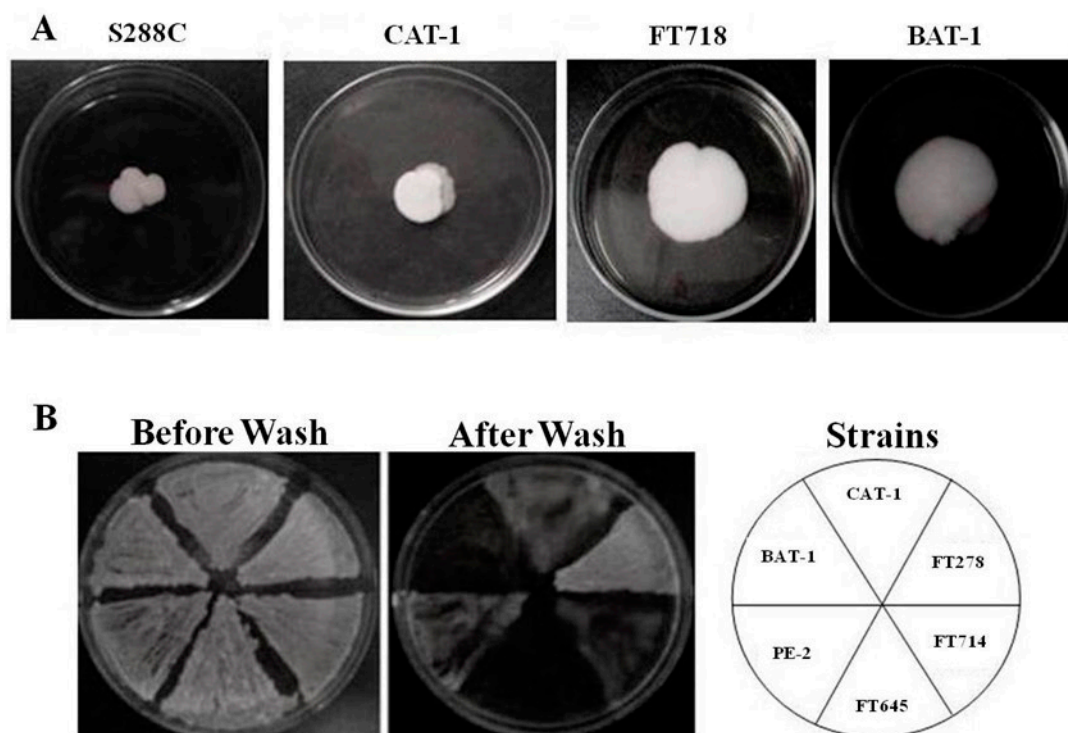 A
S288C CAT-1 FT718 BAT-1
B
Before Wash After Wash Strains
CAT-1
BAT-1 FT278
PE-2 FT714
FT645